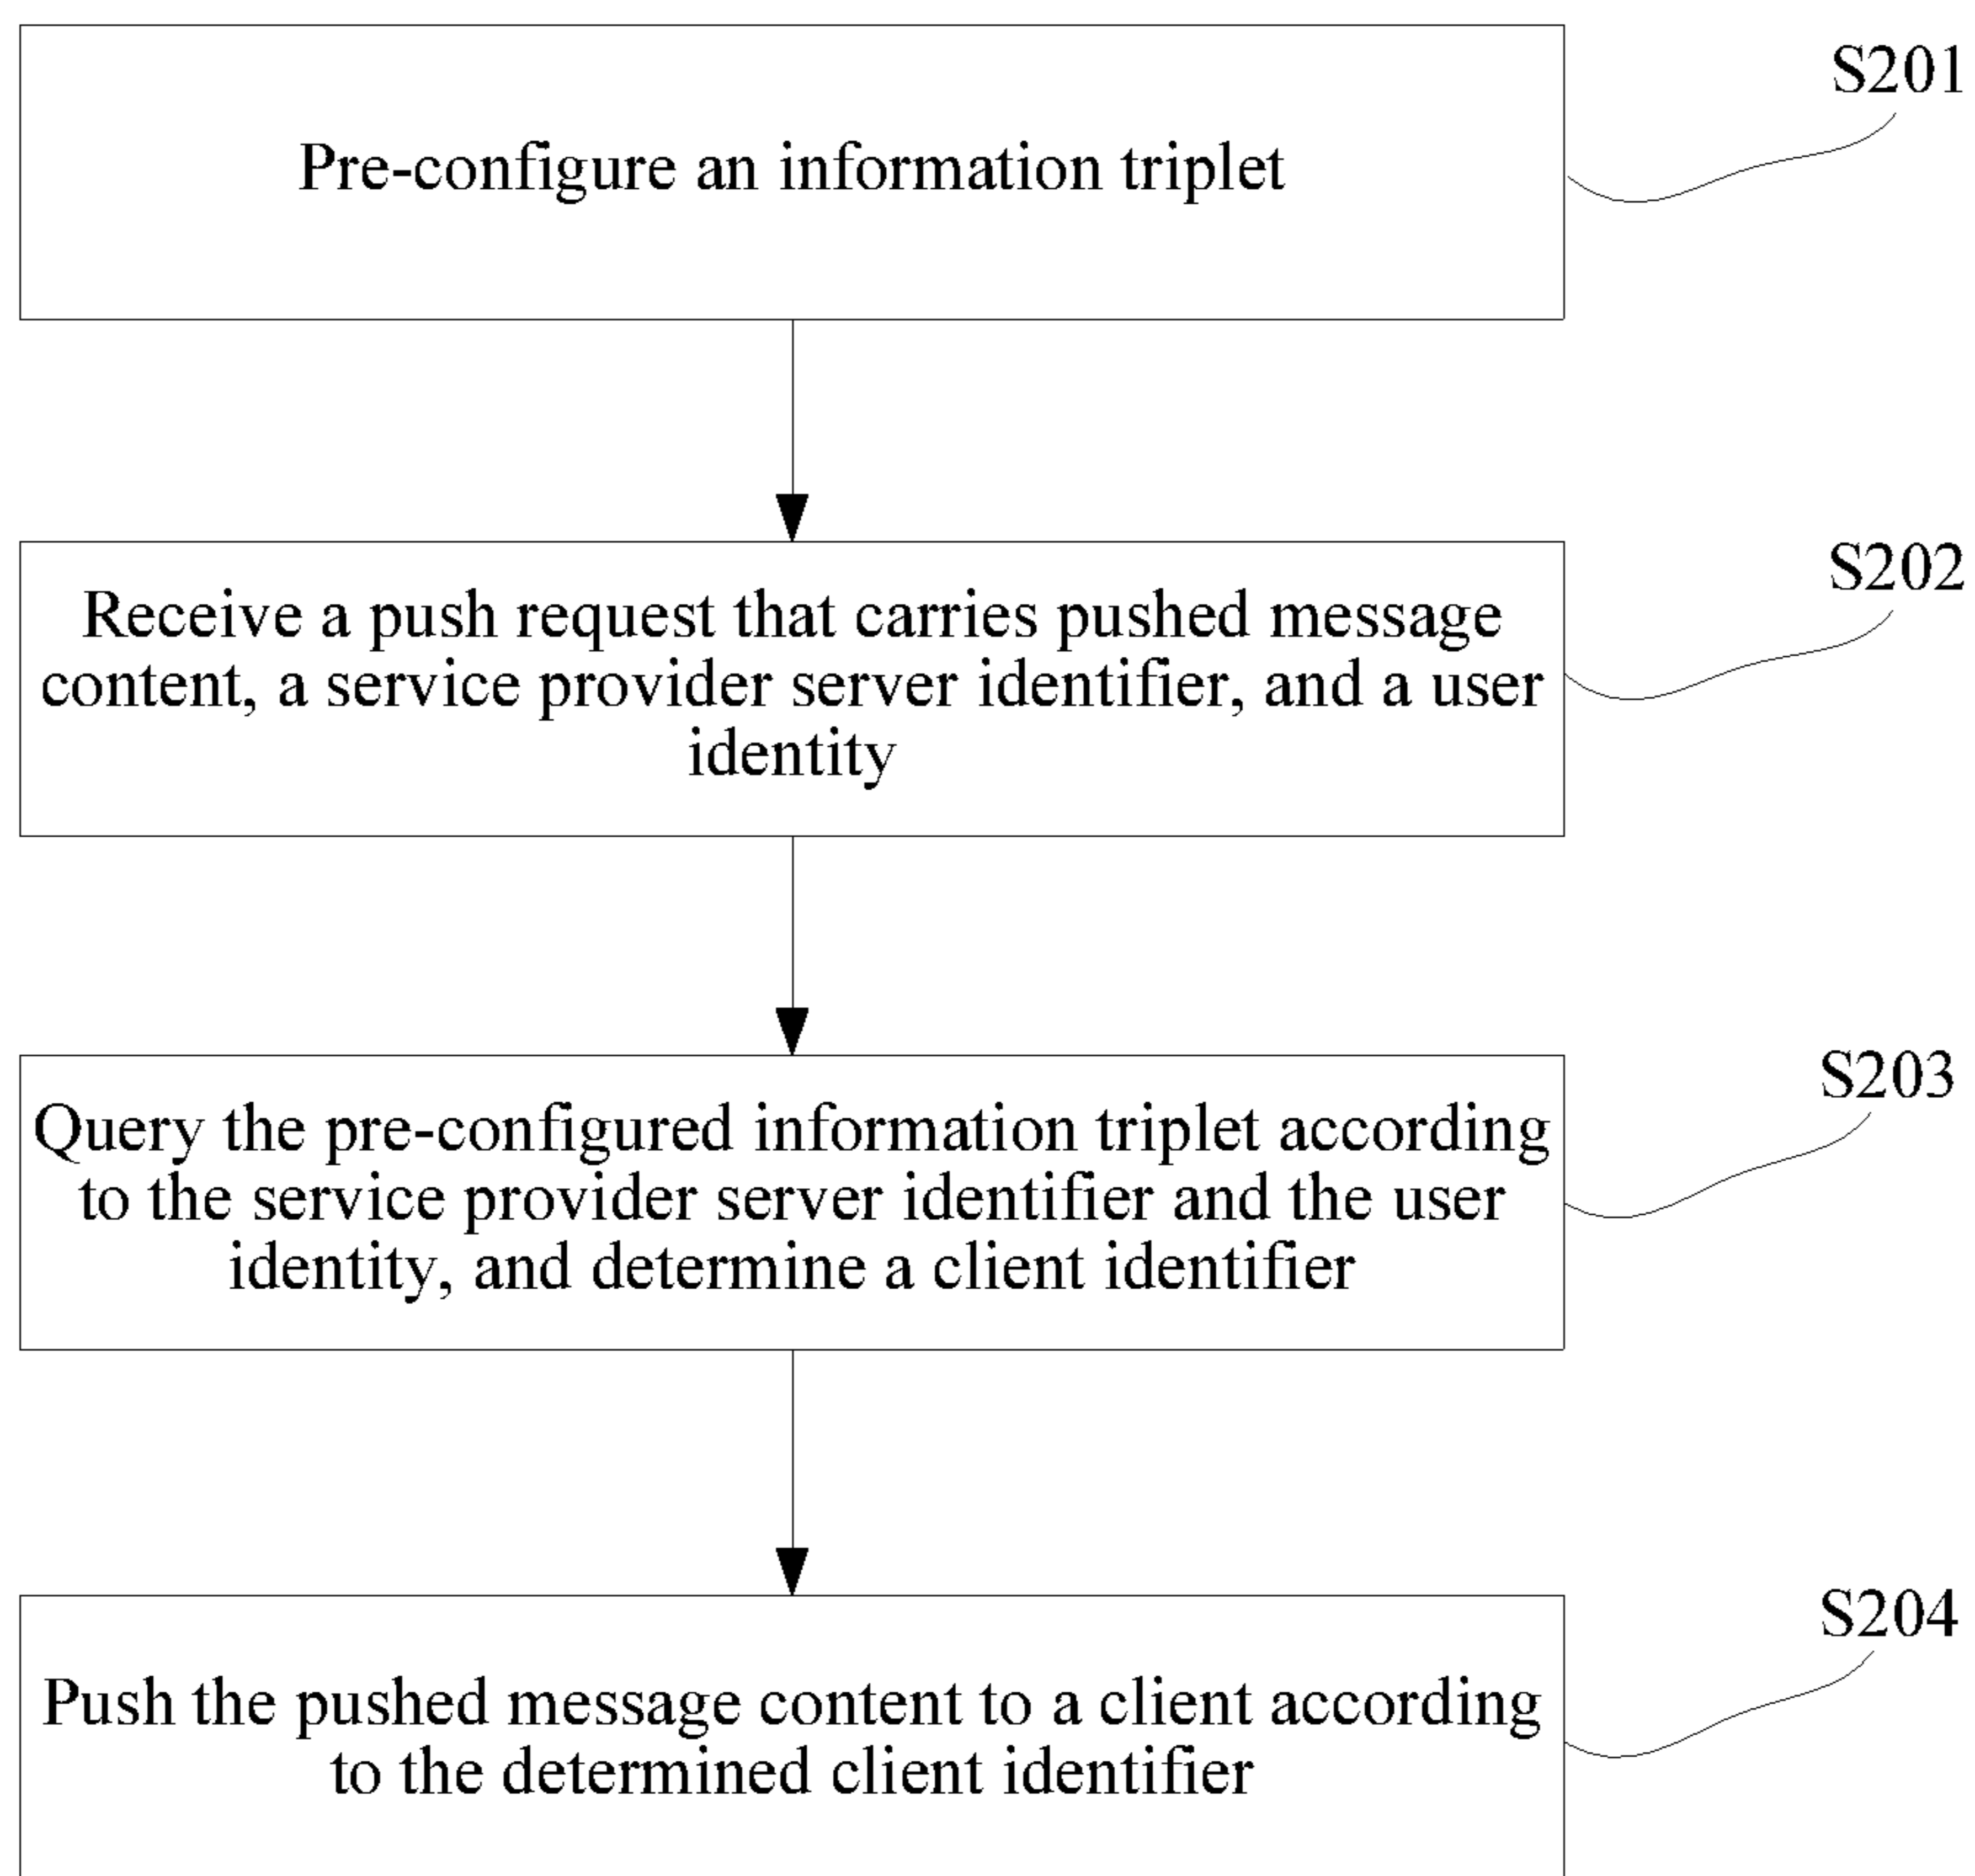 S201
Pre-configure an information triplet
S202
Receive a push request that carries pushed message
content, a service provider server identifier, and a user
identity
S203
Query the pre-configured information triplet according
to the service provider server identifier and the user
identity, and determine a client identifier
S204
Push the pushed message content to a client according
to the determined client identifier